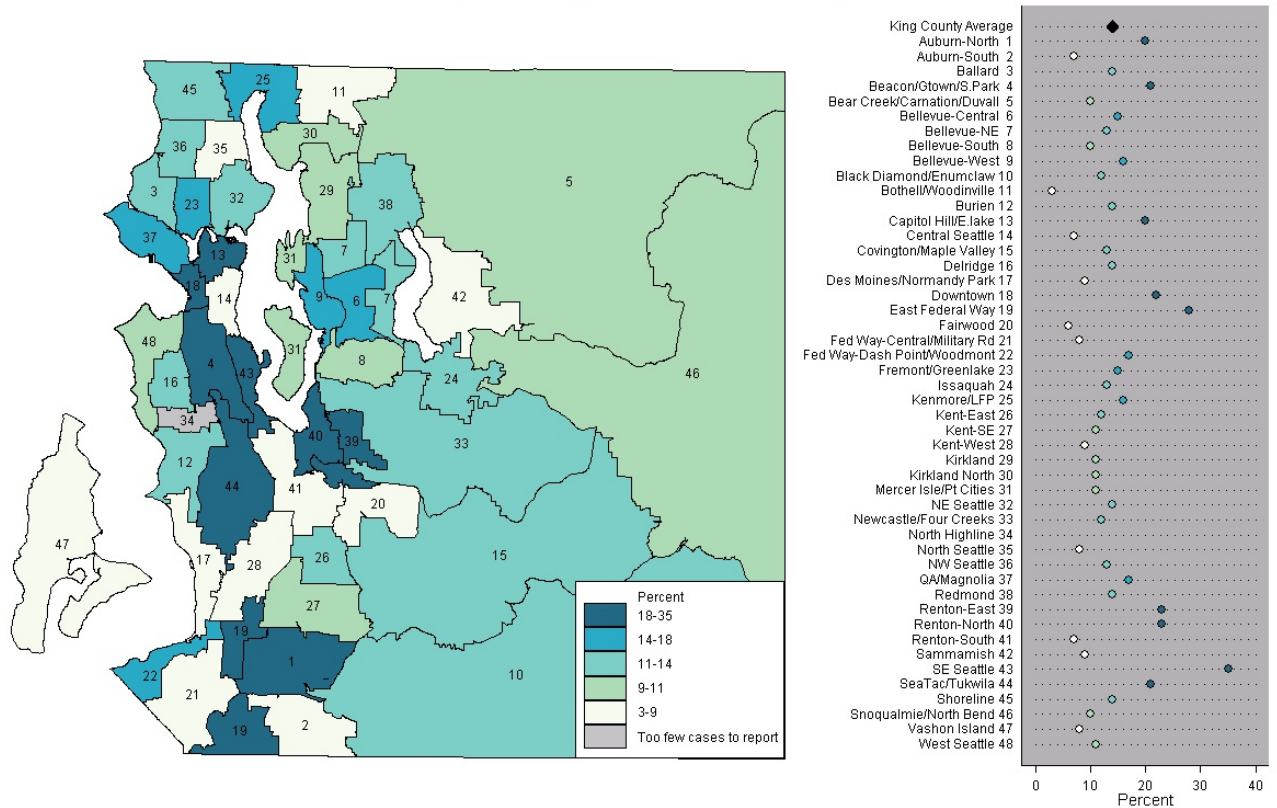 45
25
11
36
35
30
3
23
32
29
38
5
37
13
7
31
18
14
9
6
7
42
48
4
43
31
8
46
16
24
34
40
39
33
12
44
41
20
47
17
28
26
15
27
19
1
22
21
10
19
2
Percent
18-35
14-18
11-14
9-11
3-9
Too few cases to report
King County Average
Auburn-North 1
Auburn-South 2
Ballard 3
Beacon/Gtown/S.Park 4
Bear Creek/Carnation/Duvall 5
Bellevue-Central 6
Bellevue-NE 7
Bellevue-South 8
Bellevue-West 9
Black Diamond/Enumclaw 10
Bothell/Woodinville 11
Burien 12
Capitol Hill/E.lake 13
Central Seattle 14
Covington/Maple Valley 15
Delridge 16
Des Moines/Normandy Park 17
Downtown 18
East Federal Way 19
Fairwood 20
Fed Way-Central/Military Rd 21
Fed Way-Dash Point/Woodmont 22
Fremont/Greenlake 23
Issaquah 24
Kenmore/LFP 25
Kent-East 26
Kent-SE 27
Kent-West 28
Kirkland 29
Kirkland North 30
Mercer Isle/Pt Cities 31
NE Seattle 32
Newcastle/Four Creeks 33
North Highline 34
North Seattle 35
NW Seattle 36
QA/Magnolia 37
Redmond 38
Renton-East 39
Renton-North 40
Renton-South 41
Sammamish 42
SE Seattle 43
SeaTac/Tukwila 44
Shoreline 45
Snoqualmie/North Bend 46
Vashon Island 47
West Seattle 48
0 10 20 30 40
Percent